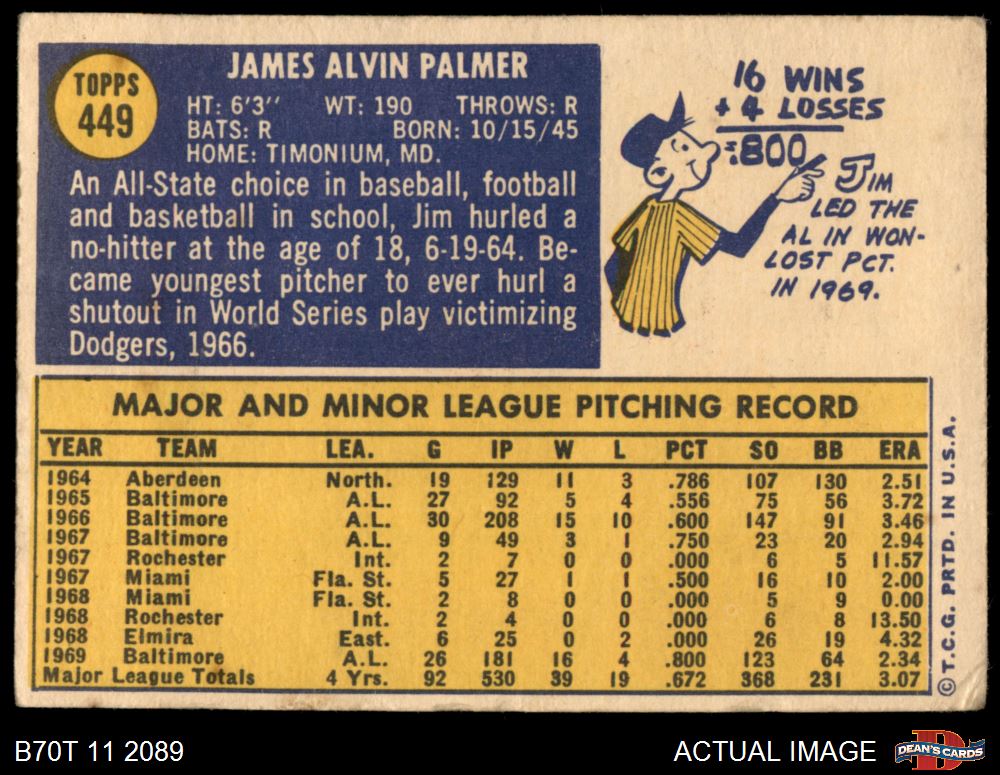 TOPPS
449
JAMES ALVIN PALMER
HT: 6'3" WT: 190 THROWS: R
BATS: R BORN: 10/15/45
HOME: TIMONIUM, MD.
An All-State choice in baseball, football
and basketball in school, Jim hurled a
no-hitter at the age of 18, 6-19-64. Be-
came youngest pitcher to ever hurl a
shutout in World Series play victimizing
Dodgers, 1966.
16 WINS
+ 4 LOSSES
=.800
JIM
LED THE
AL IN WON-
LOST PCT.
IN 1969.
MAJOR AND MINOR LEAGUE PITCHING RECORD
YEAR TEAM LEA. G IP W L PCT SO BB ERA
1964 Aberdeen North. 19 129 11 3 .786 107 130 2.51
1965 Baltimore A.L. 27 92 5 4 .556 75 56 3.72
1966 Baltimore A.L. 30 208 15 10 .600 147 91 3.46
1967 Baltimore A.L. 9 49 3 1 .750 23 20 2.94
1967 Rochester Int. 2 7 0 0 .000 6 5 11.57
1967 Miami Fla. St. 5 27 1 1 .500 16 10 2.00
1968 Miami Fla. St. 2 8 0 0 .000 5 9 0.00
1968 Rochester Int. 2 4 0 0 .000 6 8 13.50
1968 Elmira East. 6 25 0 2 .000 26 19 4.32
1969 Baltimore A.L. 26 181 16 4 .800 123 64 2.34
Major League Totals 4 Yrs. 92 530 39 19 .672 368 231 3.07
© T.C.G. PRTD. IN U.S.A.
B70T 11 2089
ACTUAL IMAGE
D
DEAN'S CARDS